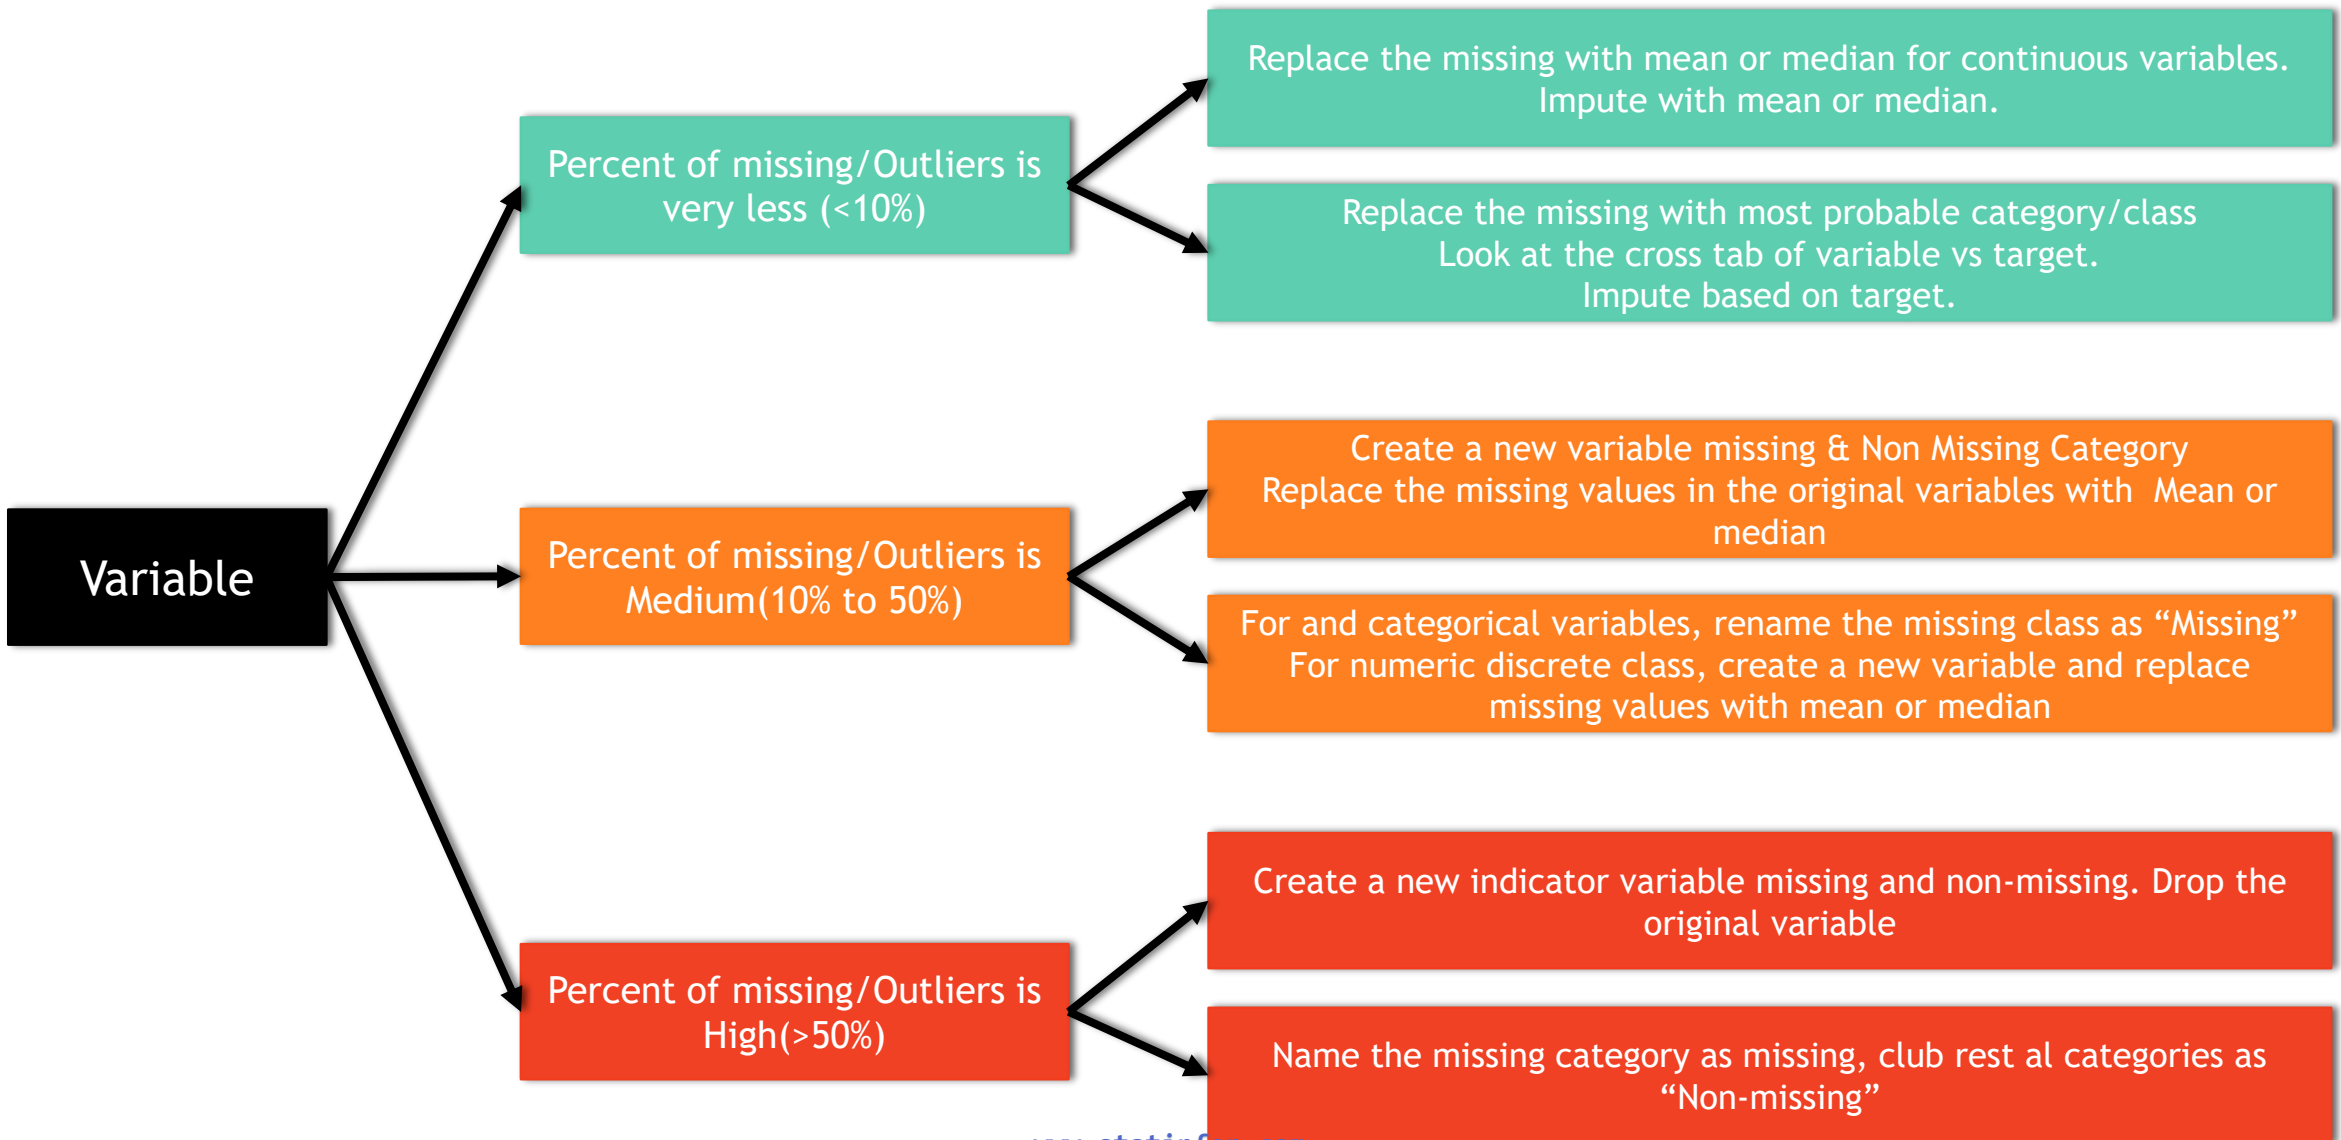 Replace the missing with mean or median for continuous variables.
Impute with mean or median.
Percent of missing/Outliers is
very less (<10%)
Replace the missing with most probable category/class
Look at the cross tab of variable vs target.
Impute based on target.
Variable
Percent of missing/Outliers is
Medium(10% to 50%)
Create a new variable missing & Non Missing Category
Replace the missing values in the original variables with Mean or
median
For and categorical variables, rename the missing class as “Missing”
For numeric discrete class, create a new variable and replace
missing values with mean or median
Percent of missing/Outliers is
High(>50%)
Create a new indicator variable missing and non-missing. Drop the
original variable
Name the missing category as missing, club rest al categories as
“Non-missing”